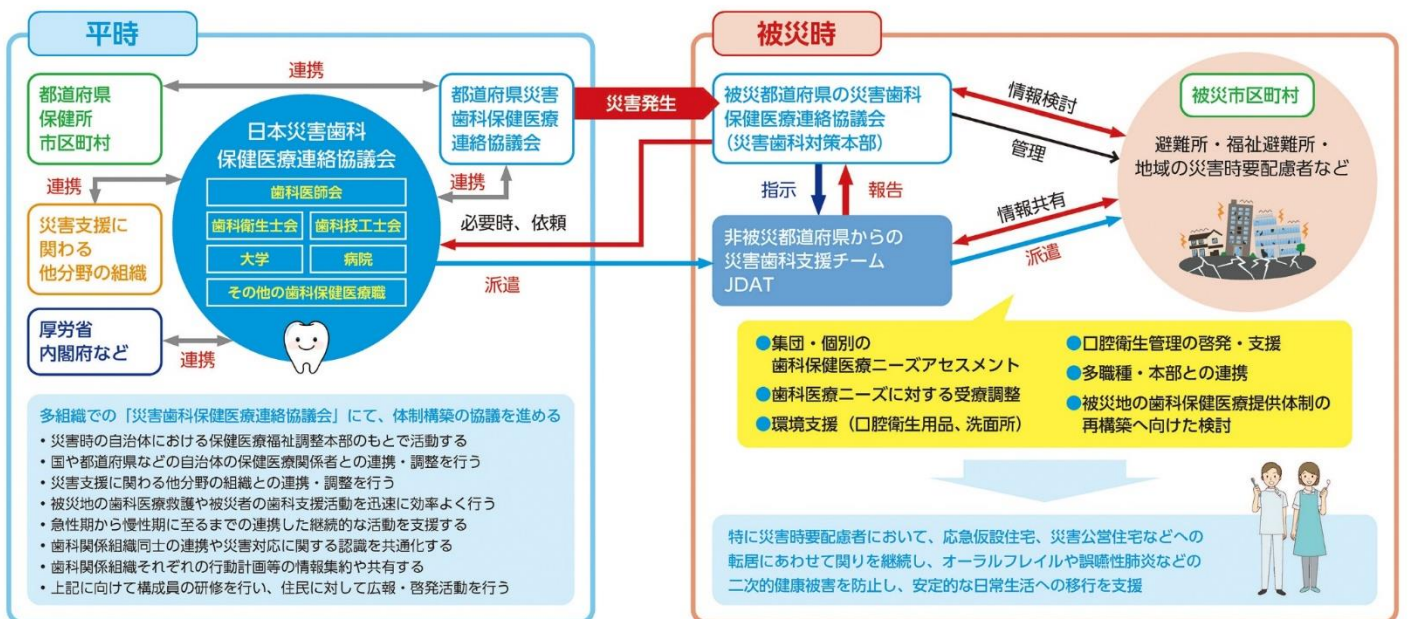 平時
連携
都道府県
保健所
市区町村
日本災害歯科
保健医療連絡協議会
歯科医師会
歯科衛生士会
歯科技工士会
大学
病院
その他の歯科保健医療職
都道府県災害
歯科保健医療
連絡協議会
連携
連携
災害支援に
関わる
他分野の組織
厚労省
内閣府など
連携
災害発生
必要時、依頼
派遣
多組織での「災害歯科保健医療連絡協議会」にて、体制構築の協議を進める
・災害時の自治体における保健医療福祉調整本部のもとで活動する
・国や都道府県などの自治体の保健医療関係者との連携・調整を行う
・災害支援に関わる他分野の組織との連携・調整を行う
・被災地の歯科医療救護や被災者の歯科支援活動を迅速に効率よく行う
・急性期から慢性期に至るまでの連携した継続的な活動を支援する
・歯科関係組織同士の連携や災害対応に関する認識を共通化する
・歯科関係組織それぞれの行動計画等の情報集約や共有する
・上記に向けて構成員の研修を行い、住民に対して広報・啓発活動を行う
被災時
被災都道府県の災害歯科
保健医療連絡協議会
(災害歯科対策本部)
指示
報告
非被災都道府県からの
災害歯科支援チーム
JDAT
情報検討
管理
情報共有
派遣
被災市区町村
避難所・福祉避難所・
地域の災害時要配慮者など
●集団・個別の
歯科保健医療ニーズアセスメント
●歯科医療ニーズに対する受療調整
●環境支援(口腔衛生用品、洗面所)
●口腔衛生管理の啓発・支援
●多職種・本部との連携
●被災地の歯科保健医療提供体制の
再構築へ向けた検討
特に災害時要配慮者において、応急仮設住宅、災害公営住宅などへの
転居にあわせて関りを継続し、オーラルフレイルや誤嚥性肺炎などの
二次的健康被害を防止し、安定的な日常生活への移行を支援